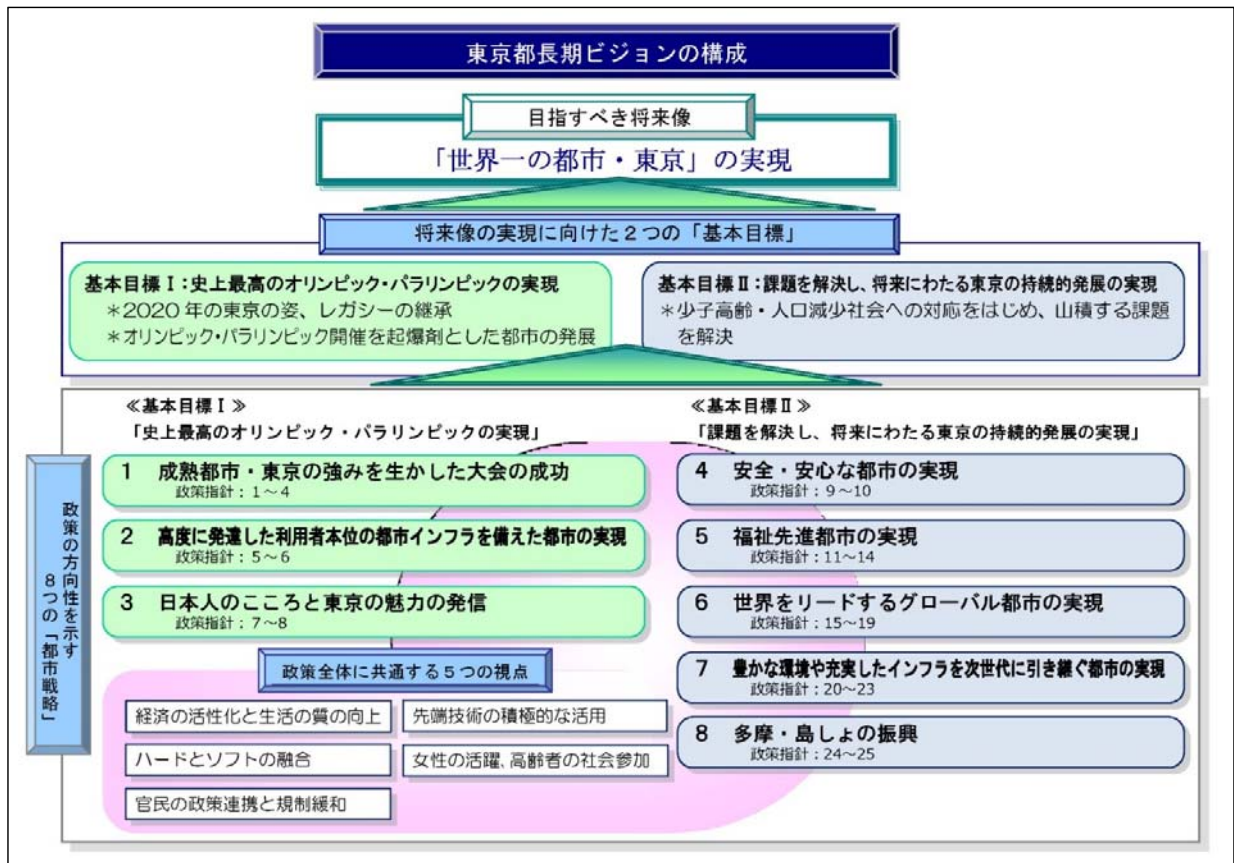 東京都長期ビジョンの構成
目指すべき将来像
「世界一の都市・東京」の実現
将来像の実現に向けた２つの「基本目標」
基本目標Ⅰ：史上最高のオリンピック・パラリンピックの実現
＊2020年の東京の姿、レガシーの継承
＊オリンピック・パラリンピック開催を起爆剤とした都市の発展
基本目標Ⅱ：課題を解決し、将来にわたる東京の持続的発展の実現
＊少子高齢・人口減少社会への対応をはじめ、山積する課題
を解決
政策の方向性を示す
８つの「都市戦略」
≪基本目標Ⅰ≫
「史上最高のオリンピック・パラリンピックの実現」
1 成熟都市・東京の強みを生かした大会の成功
政策指針：1～4
2 高度に発達した利用者本位の都市インフラを備えた都市の実現
政策指針：5～6
3 日本人のこころと東京の魅力の発信
政策指針：7～8
≪基本目標Ⅱ≫
「課題を解決し、将来にわたる東京の持続的発展の実現」
4 安全・安心な都市の実現
政策指針：9～10
5 福祉先進都市の実現
政策指針：11～14
6 世界をリードするグローバル都市の実現
政策指針：15～19
7 豊かな環境や充実したインフラを次世代に引き継ぐ都市の実現
政策指針：20～23
8 多摩・島しょの振興
政策指針：24～25
政策全体に共通する５つの視点
経済の活性化と生活の質の向上
先端技術の積極的な活用
ハードとソフトの融合
女性の活躍、高齢者の社会参加
官民の政策連携と規制緩和